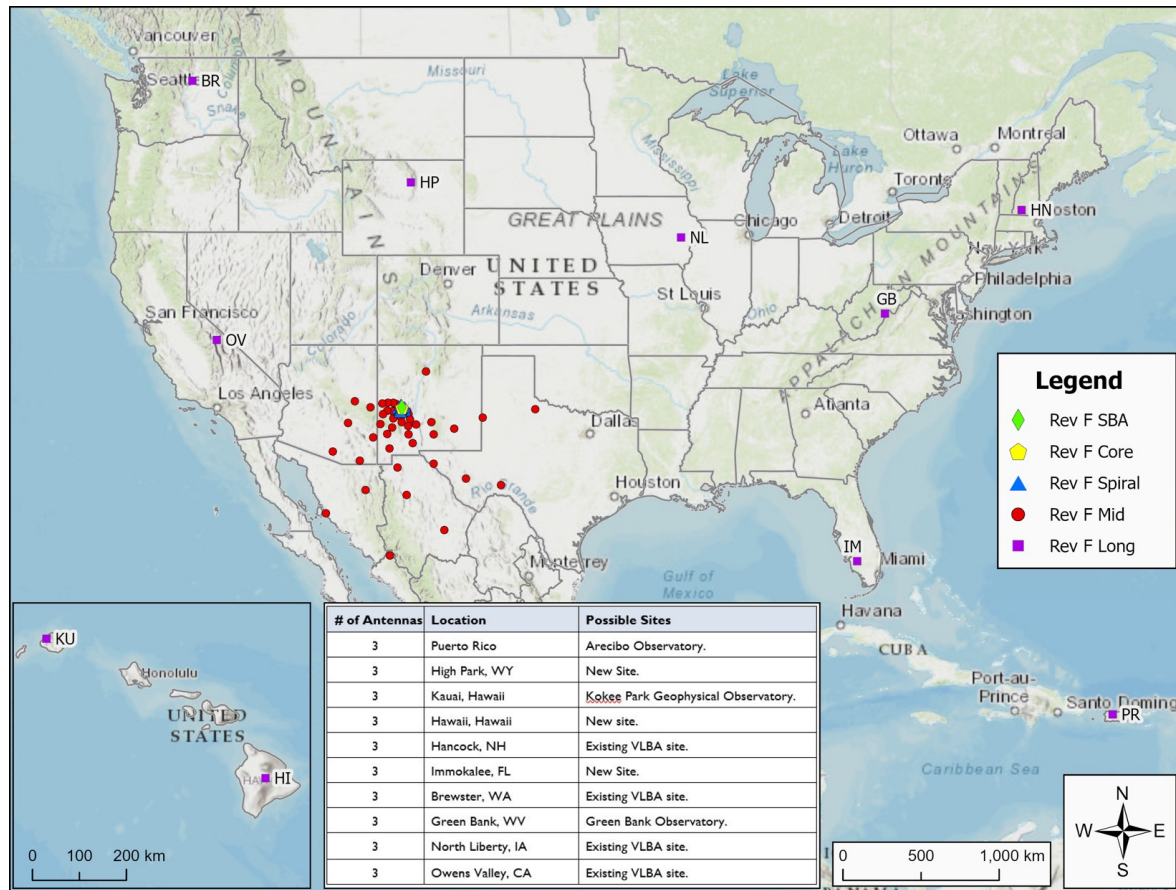 Vancouver
Seattle
BR
Columbia
Snake
Missouri
Lake
Superior
Mississippi
Lake
Huron
Ottawa
Montreal
Toronto
MOUNTAINS
HP
GREAT PLAINS
Chicago
Detroit
HN
Boston
New York
NL
APPALACHIAN MOUNTAINS
Philadelphia
Denver
UNITED
STATES
St Louis
Ohio
GB
Washington
San Francisco
OV
Colorado
Arkansas
Los Angeles
Atlanta
Dallas
Houston
Rio Grande
Monterrey
Gulf of
Mexico
IM
Miami
Havana
CUBA
Port-au-
Prince
Santo Doming
PR
Caribbean Sea
Legend
Rev F SBA
Rev F Core
Rev F Spiral
Rev F Mid
Rev F Long
KU
Honolulu
UNITED
STATES
HI
0 100 200 km
# of Antennas Location Possible Sites
3 Puerto Rico Arecibo Observatory.
3 High Park, WY New Site.
3 Kauai, Hawaii Kokee Park Geophysical Observatory.
3 Hawaii, Hawaii New site.
3 Hancock, NH Existing VLBA site.
3 Immokalee, FL New Site.
3 Brewster, WA Existing VLBA site.
3 Green Bank, WV Green Bank Observatory.
3 North Liberty, IA Existing VLBA site.
3 Owens Valley, CA Existing VLBA site.
0 500 1,000 km
N
W E
S